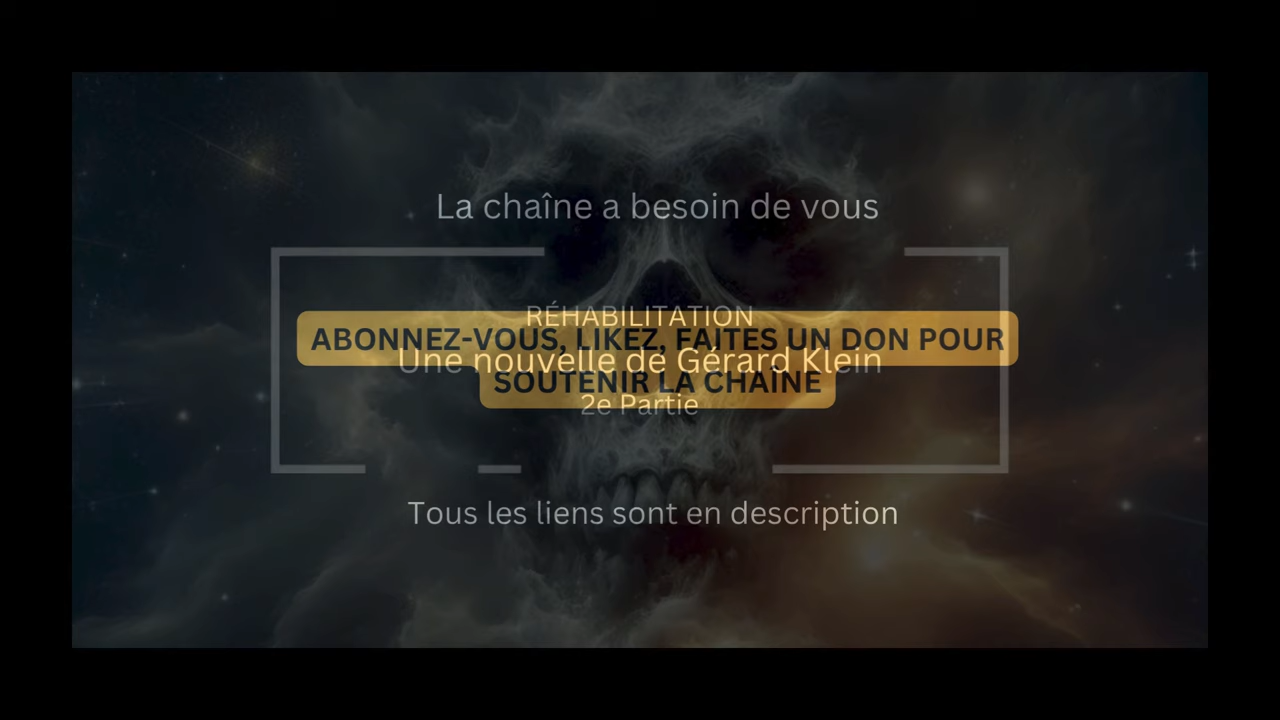 La chaîne a besoin de vous
RÉHABILITATION
ABONNEZ-VOUS, LIKEZ, FAITES UN DON POUR
Une nouvelle de Gérard Klein
SOUTENIR LA CHAÎNE
2e Partie
Tous les liens sont en description